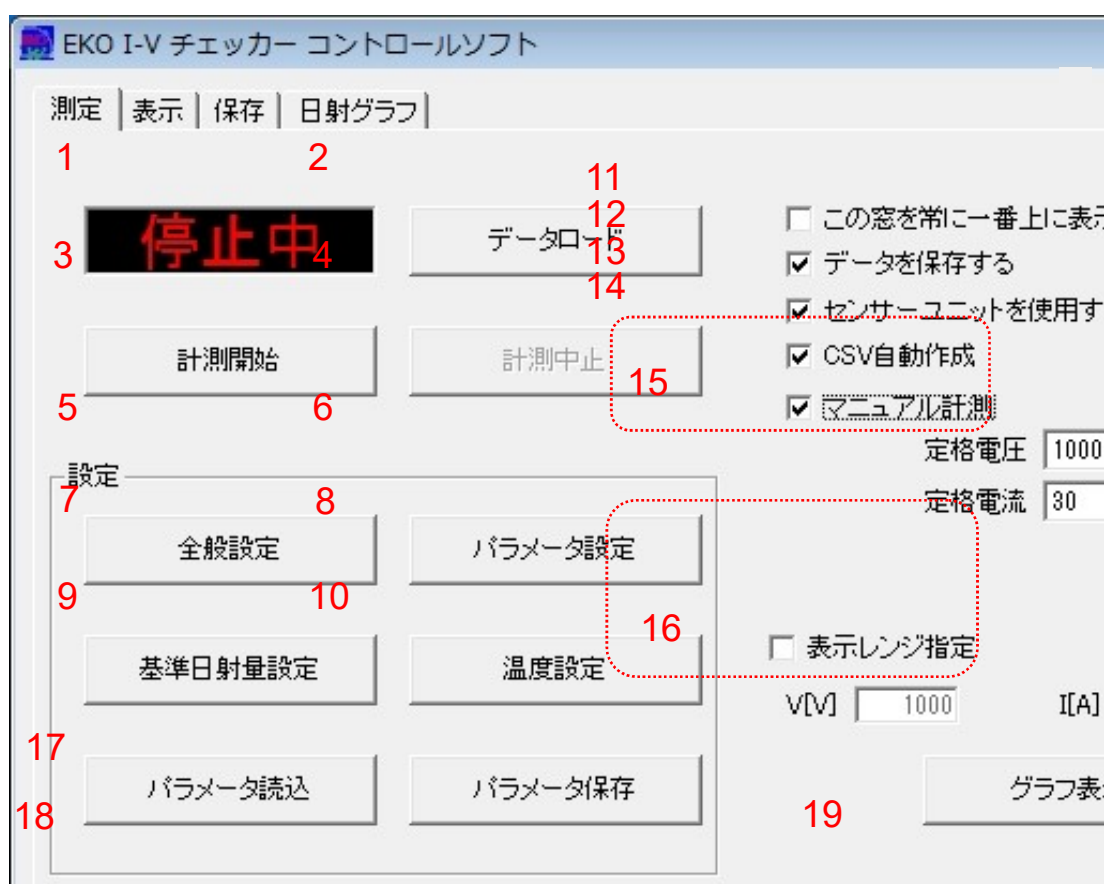 EKO I-V チェッカー コントロールソフト
測定 表示 保存 日射グラフ
1 2
11
12
停止中 データロード この窓を常に一番上に表示
3 4 13 データを保存する
14
センサーユニットを使用す
計測開始 計測中止 CSV自動作成
15
5 6 マニュアル計測
定格電圧 1000
設定
7 8 定格電流 30
全般設定 パラメータ設定
9 10
16 表示レンジ指定
基準日射量設定 温度設定
V[V] 1000 I[A]
17
パラメータ読込 パラメータ保存 グラフ表
18 19